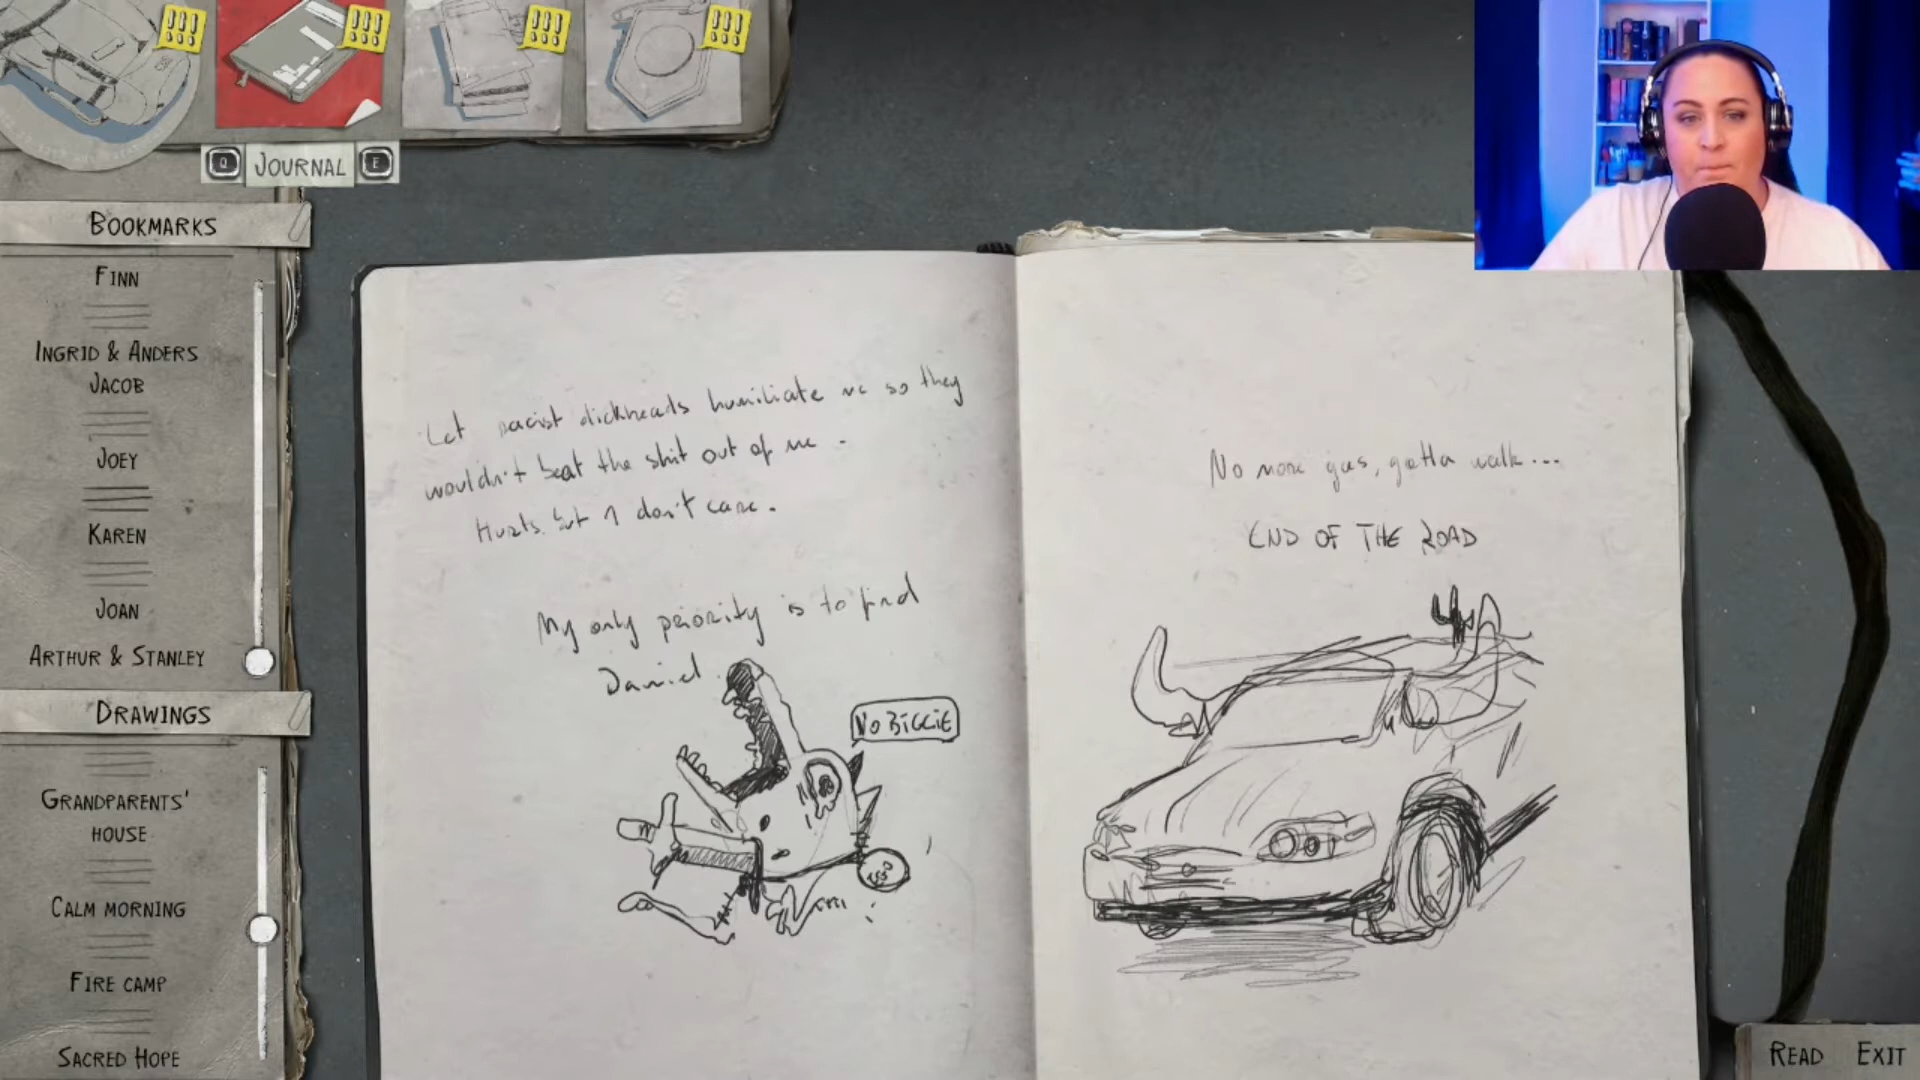 Q JOURNAL E
BOOKMARKS
FINN
INGRID & ANDERS
JACOB
JOEY
KAREN
JOAN
ARTHUR & STANLEY
DRAWINGS
GRANDPARENTS'
HOUSE
CALM MORNING
FIRE CAMP
SACRED HOPE
Let racist dickheads humiliate me so they
wouldn't beat the shit out of me.
Hurts but I don't care.
My only priority is to find
Daniel.
NO BIGGIE
No more gas, gotta walk...
END OF THE ROAD
READ EXIT